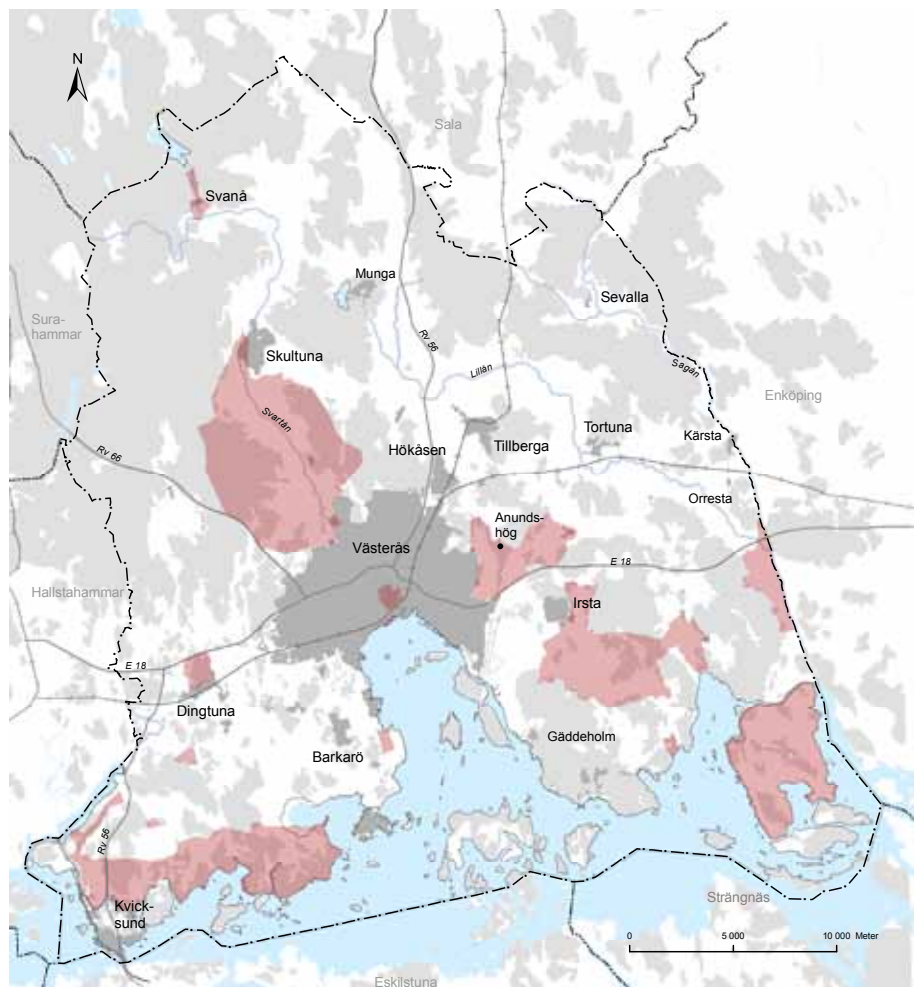 N
Sala
Svanå
Munga
Sevalla
Sura-
hammar
Rv 56
Skultuna
Lillån
Sagån
Enköping
Svartån
Tortuna
Kärsta
Hökåsen
Tillberga
Rv 66
Orresta
Anunds-
hög
Västerås
E 18
Hallstahammar
Irsta
E 18
Dingtuna
Gäddeholm
Barkarö
Rv 56
Kvick-
sund
Strängnäs
0 5 000 10 000 Meter
Eskilstuna